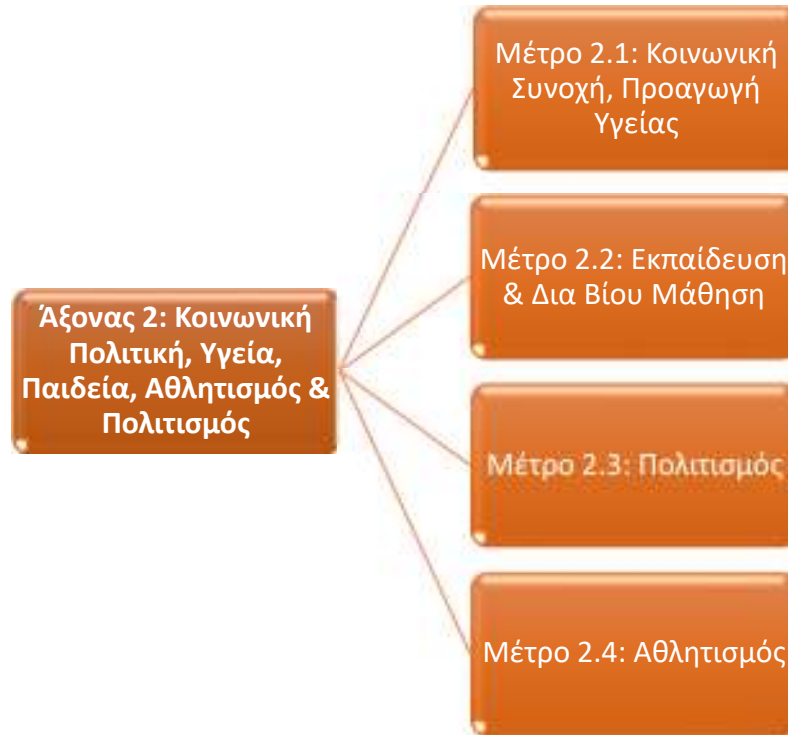 Μέτρο 2.1: Κοινωνική
Συνοχή, Προαγωγή
Υγείας
Μέτρο 2.2: Εκπαίδευση
& Δια Βίου Μάθηση
Άξονας 2: Κοινωνική
Πολιτική, Υγεία,
Παιδεία, Αθλητισμός &
Πολιτισμός
Μέτρο 2.3: Πολιτισμός
Μέτρο 2.4: Αθλητισμός